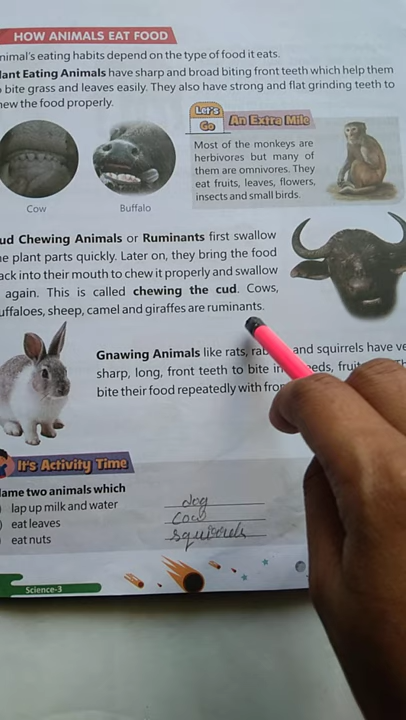 HOW ANIMALS EAT FOOD
nimal's eating habits depend on the type of food it eats.
lant Eating Animals have sharp and broad biting front teeth which help them
bite grass and leaves easily. They also have strong and flat grinding teeth to
hew the food properly.
Let's
Go
An Extra Mile
Most of the monkeys are
herbivores but many of
them are omnivores. They
eat fruits, leaves, flowers,
insects and small birds.
Cow
Buffalo
ud Chewing Animals or Ruminants first swallow
he plant parts quickly. Later on, they bring the food
ack into their mouth to chew it properly and swallow
again. This is called chewing the cud. Cows,
uffaloes, sheep, camel and giraffes are ruminants.
Gnawing Animals like rats, rab and squirrels have ve
sharp, long, front teeth to bite in eeds, fruit
bite their food repeatedly with fron
It's Activity Time
lame two animals which
lap up milk and water dog
eat leaves cow
eat nuts squirrels
Science-3